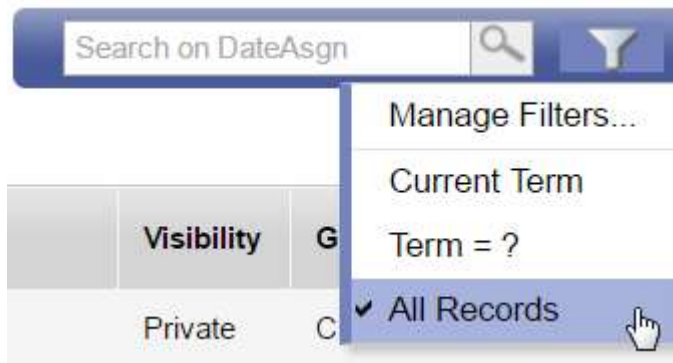 Search on DateAsgn
Manage Filters...
Current Term
Visibility G
Term = ?
✔ All Records
Private C